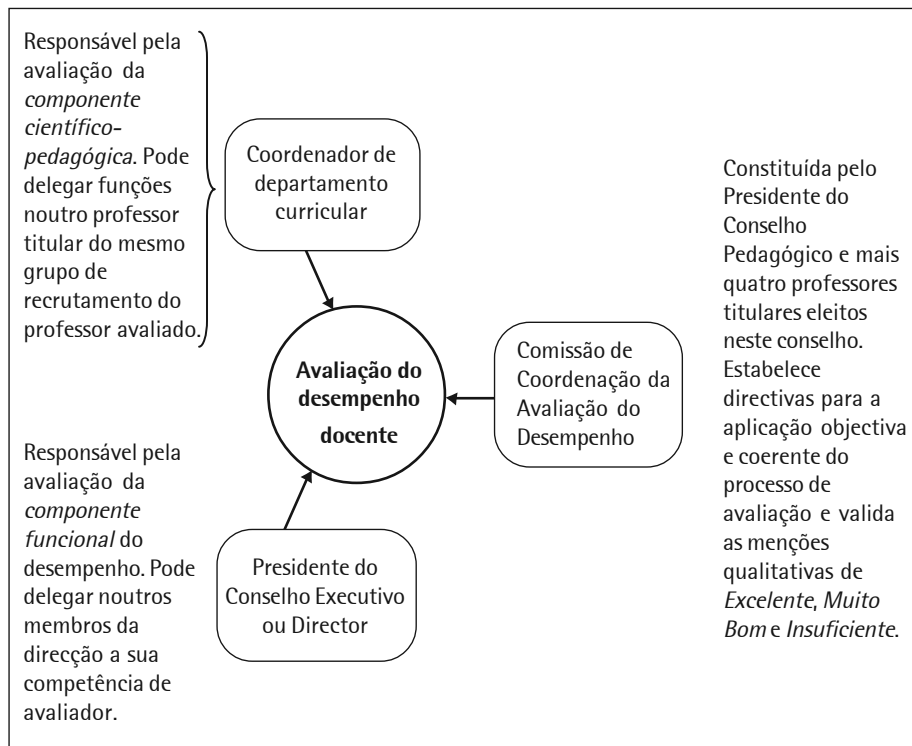 Responsável pela
avaliação da
componente
científico-
pedagógica. Pode
delegar funções
noutro professor
titular do mesmo
grupo de
recrutamento do
professor avaliado.
Coordenador de
departamento
curricular
Avaliação do
desempenho
docente
Comissão de
Coordenação da
Avaliação do
Desempenho
Constituída pelo
Presidente do
Conselho
Pedagógico e mais
quatro professores
titulares eleitos
neste conselho.
Estabelece
directivas para a
aplicação objectiva
e coerente do
processo de
avaliação e valida
as menções
qualitativas de
Excelente, Muito
Bom e Insuficiente.
Responsável pela
avaliação da
componente
funcional do
desempenho. Pode
delegar noutros
membros da
direcção a sua
competência de
avaliador.
Presidente do
Conselho Executivo
ou Director